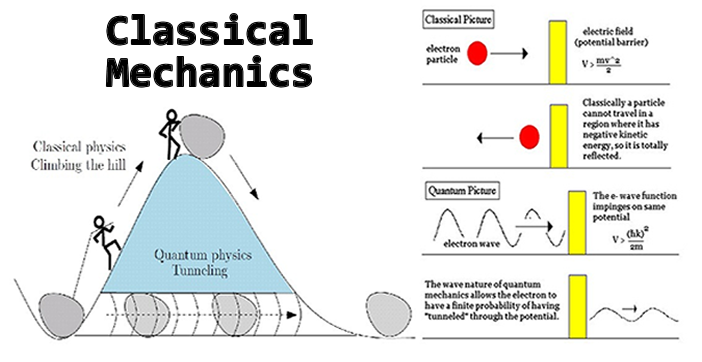 Classical
Mechanics
Classical physics
Climbing the hill
Quantum physics
Tunneling
Classical Picture
electron
particle
electric field
(potential barrier)
V > mv^2/2
Classically a particle
cannot travel in a
region where it has
negative kinetic
energy, so it is totally
reflected.
Quantum Picture
electron wave
The e- wave function
impinges on same
potential
V > (hk)^2/2m
The wave nature of quantum
mechanics allows the electron to
have a finite probability of having
"tunneled" through the potential.